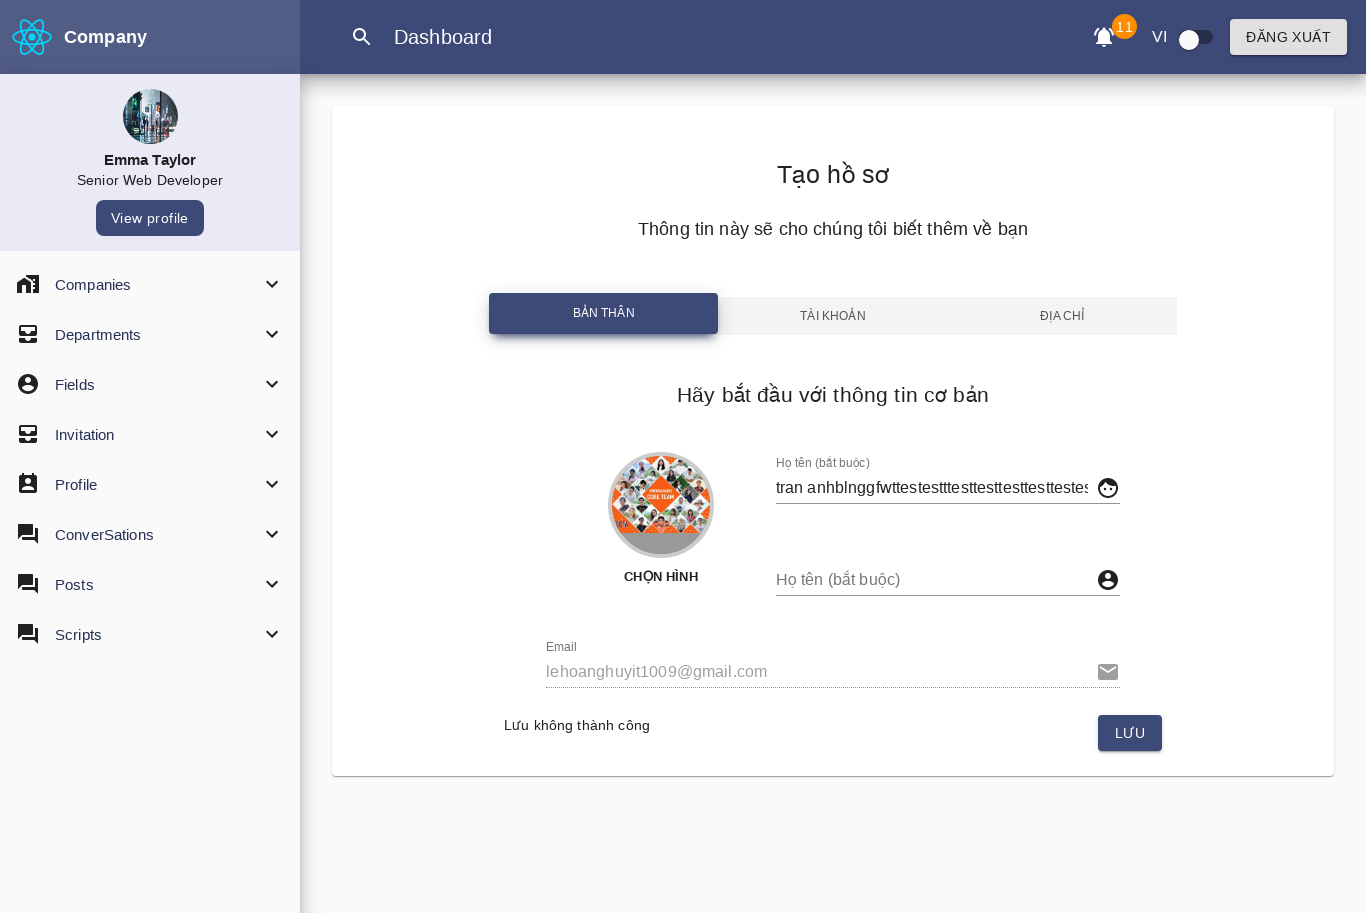 Company
Dashboard
11
VI
ĐĂNG XUẤT
Emma Taylor
Senior Web Developer
View profile
Companies
Departments
Fields
Invitation
Profile
ConverSations
Posts
Scripts
Tạo hồ sơ
Thông tin này sẽ cho chúng tôi biết thêm về bạn
BẢN THÂN
TÀI KHOẢN
ĐỊA CHỈ
Hãy bắt đầu với thông tin cơ bản
CORE TEAM
CHỌN HÌNH
Họ tên (bắt buộc)
tran anhblnggfwttestestttesttesttesttesttestes
Họ tên (bắt buộc)
Email
lehoanghuyit1009@gmail.com
Lưu không thành công
LƯU